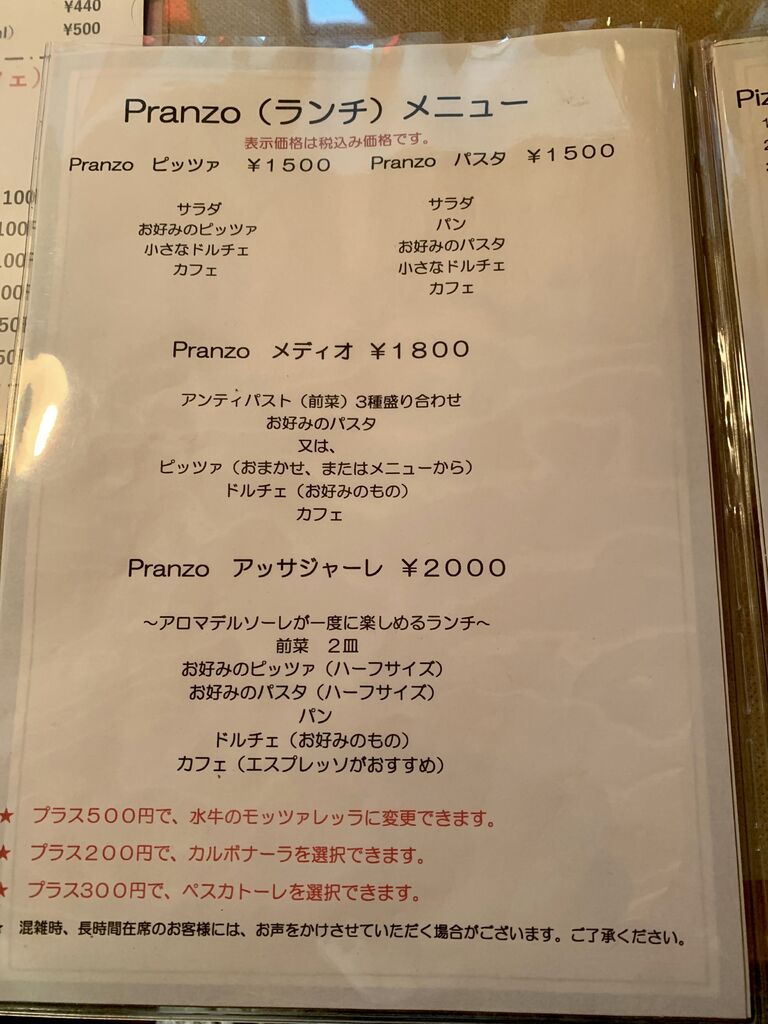 ¥440
¥500
Pranzo（ランチ）メニュー
表示価格は税込み価格です。
Pranzo ピッツァ ¥1500
サラダ
お好みのピッツァ
小さなドルチェ
カフェ
Pranzo パスタ ¥1500
サラダ
パン
お好みのパスタ
小さなドルチェ
カフェ
Pranzo メディオ ¥1800
アンティパスト（前菜）3種盛り合わせ
お好みのパスタ
又は、
ピッツァ（おまかせ、またはメニューから）
ドルチェ（お好みのもの）
カフェ
Pranzo アッサジャーレ ¥2000
～アロマデルソーレが一度に楽しめるランチ～
前菜 2皿
お好みのピッツァ（ハーフサイズ）
お好みのパスタ（ハーフサイズ）
パン
ドルチェ（お好みのもの）
カフェ（エスプレッソがおすすめ）
★ プラス500円で、水牛のモッツァレッラに変更できます。
★ プラス200円で、カルボナーラを選択できます。
★ プラス300円で、ペスカトーレを選択できます。
★ 混雑時、長時間在席のお客様には、お声をかけさせていただく場合がございます。ご了承ください。